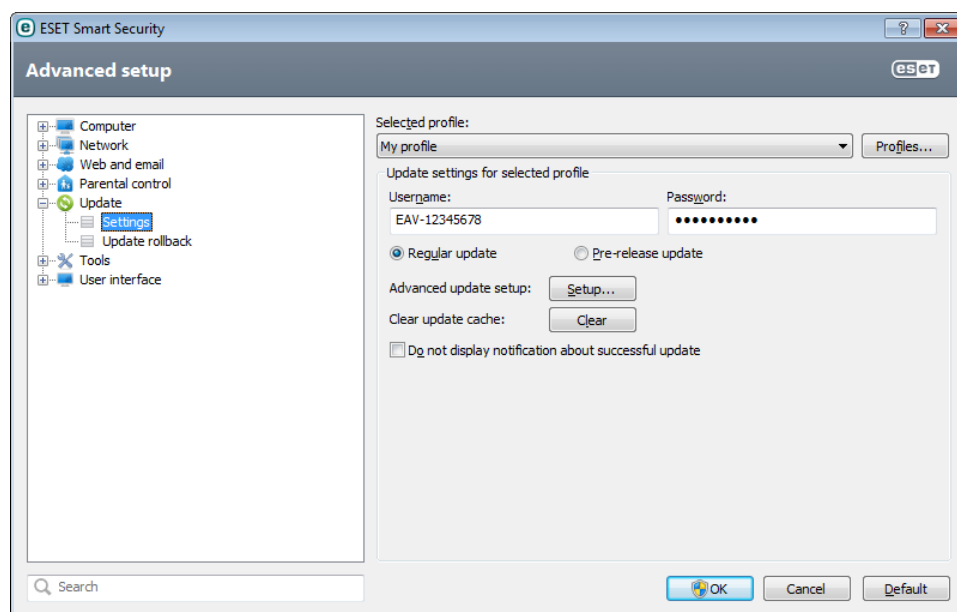 ESET Smart Security
Advanced setup
eset
Computer
Network
Web and email
Parental control
Update
Settings
Update rollback
Tools
User interface
Search
Selected profile:
My profile
Profiles...
Update settings for selected profile
Username:
Password:
EAV-12345678
●●●●●●●●●●
Regular update
Pre-release update
Advanced update setup:
Setup...
Clear update cache:
Clear
Do not display notification about successful update
OK
Cancel
Default